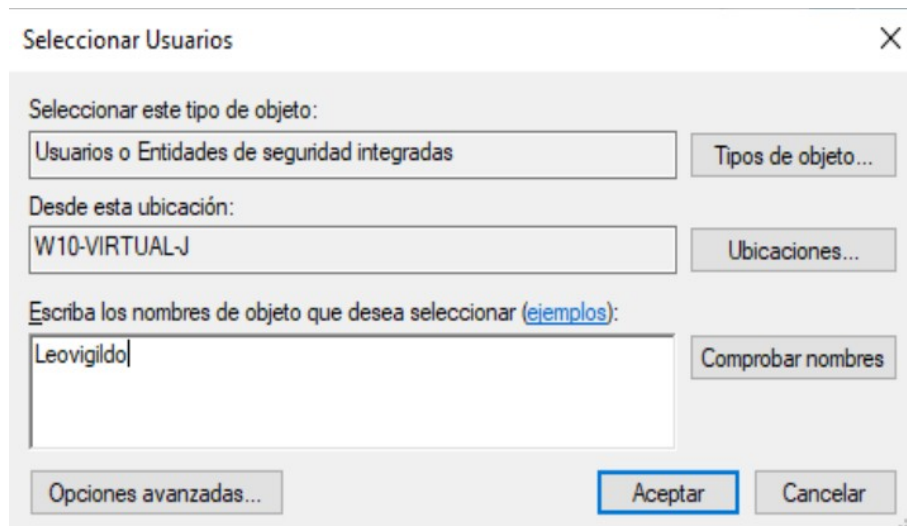 Seleccionar Usuarios
Seleccionar este tipo de objeto:
Usuarios o Entidades de seguridad integradas
Tipos de objeto...
Desde esta ubicación:
W10-VIRTUAL-J
Ubicaciones...
Escriba los nombres de objeto que desea seleccionar (ejemplos):
Leovigildo
Comprobar nombres
Opciones avanzadas...
Aceptar
Cancelar